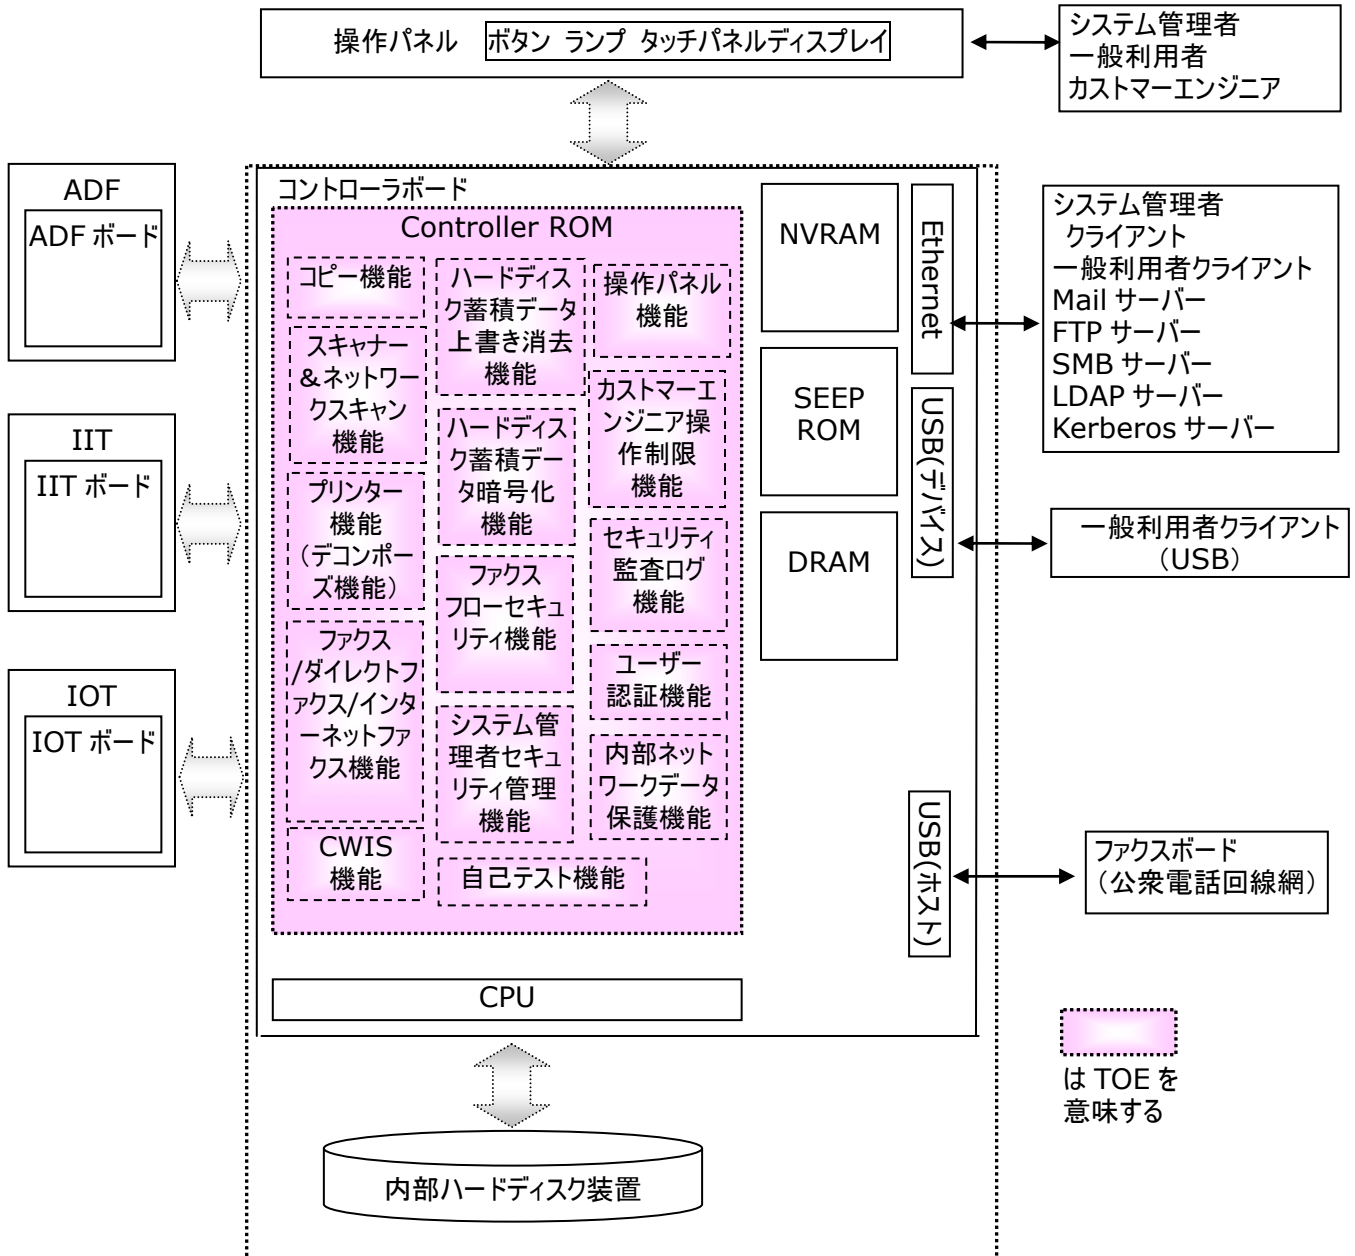 操作パネル ボタン ランプ タッチパネルディスプレイ
システム管理者
一般利用者
カストマーエンジニア
ADF
ADF ボード
IIT
IIT ボード
IOT
IOT ボード
コントローラボード
Controller ROM
コピー機能
スキャナー
&ネットワー
クスキャン
機能
プリンター
機能
(デコンポー
ズ機能)
ファクス
/ダイレクトフ
ァクス/インタ
ーネットファ
クス機能
CWIS
機能
ハードディス
ク蓄積データ
上書き消去
機能
ハードディス
ク蓄積デー
タ暗号化
機能
ファクス
フローセキュ
リティ機能
システム管
理者セキュ
リティ管理
機能
自己テスト機能
操作パネル
機能
カストマーエ
ンジニア操
作制限
機能
セキュリティ
監査ログ
機能
ユーザー
認証機能
内部ネット
ワークデータ
保護機能
NVRAM
SEEP
ROM
DRAM
Ethernet
USB(デバイス)
USB(ホスト)
CPU
システム管理者
クライアント
一般利用者クライアント
Mail サーバー
FTP サーバー
SMB サーバー
LDAP サーバー
Kerberos サーバー
一般利用者クライアント
(USB)
ファクスボード
(公衆電話回線網)
は TOE を
意味する
内部ハードディスク装置